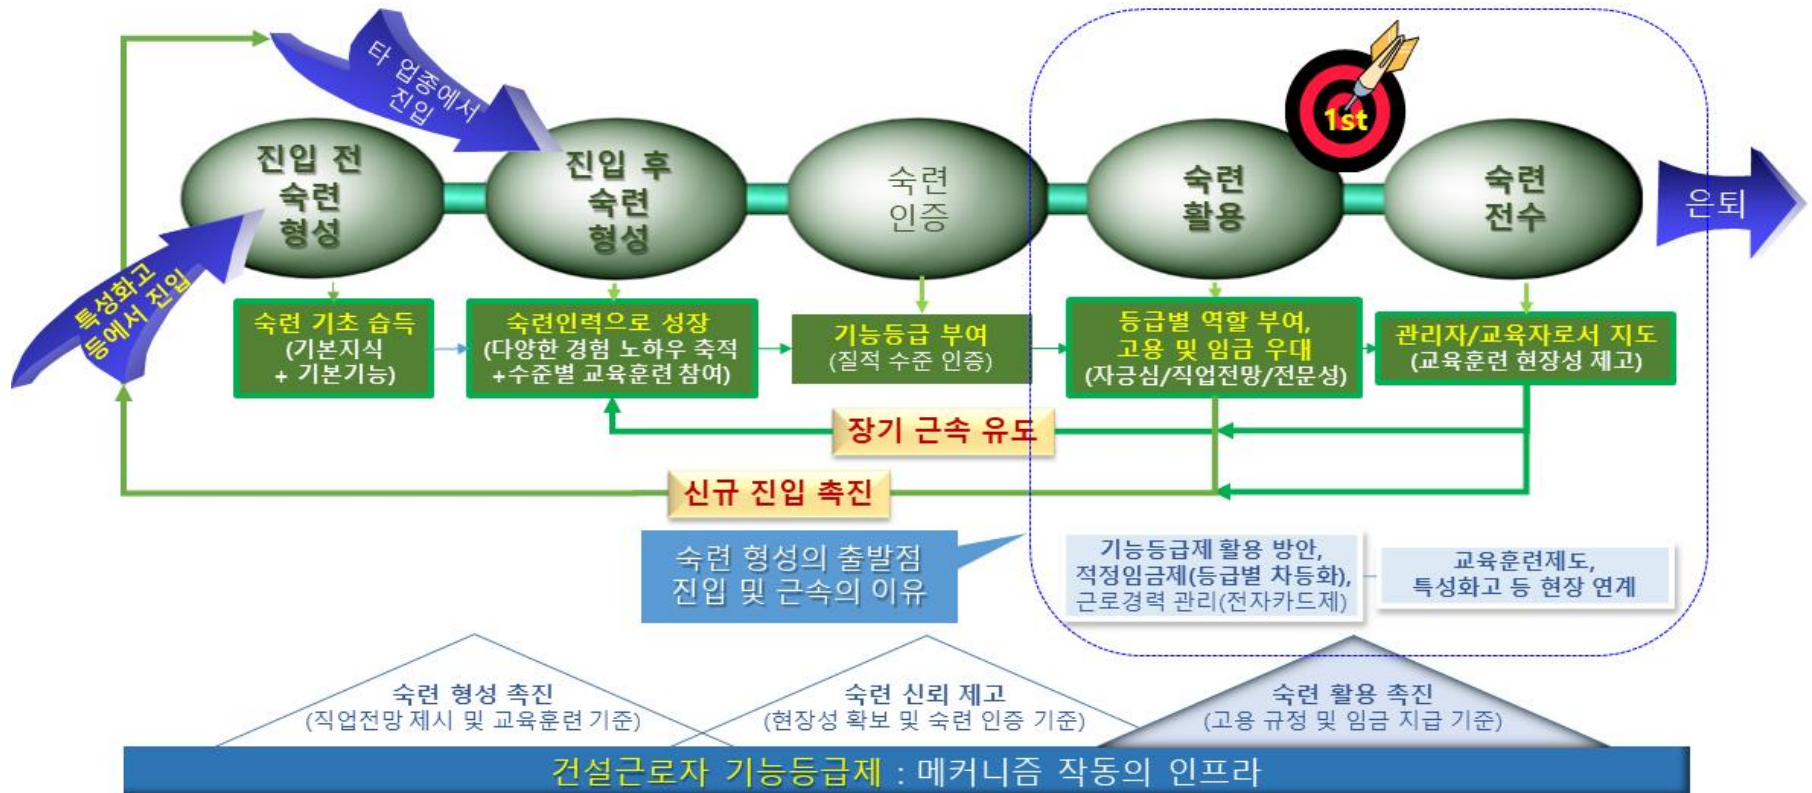 타 업종에서
진입
1st
진입 전
숙련
형성
진입 후
숙련
형성
숙련
인증
숙련
활용
숙련
전수
은퇴
특성화고
등에서 진입
숙련 기초 습득
(기본지식
+ 기본기능)
숙련인력으로 성장
(다양한 경험 노하우 축적
+수준별 교육훈련 참여)
기능등급 부여
(질적 수준 인증)
등급별 역할 부여,
고용 및 임금 우대
(자긍심/직업전망/전문성)
관리자/교육자로서 지도
(교육훈련 현장성 제고)
장기 근속 유도
신규 진입 촉진
숙련 형성의 출발점
진입 및 근속의 이유
기능등급제 활용 방안,
적정임금제(등급별 차등화),
근로경력 관리(전자카드제)
교육훈련제도,
특성화고 등 현장 연계
숙련 형성 촉진
(직업전망 제시 및 교육훈련 기준)
숙련 신뢰 제고
(현장성 확보 및 숙련 인증 기준)
숙련 활용 촉진
(고용 규정 및 임금 지급 기준)
건설근로자 기능등급제 : 메커니즘 작동의 인프라